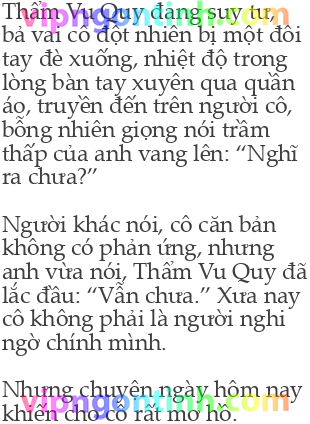 Thẩm Vu Quy đang suy tư,
bả vai cô đột nhiên bị một đôi
tay đè xuống, nhiệt độ trong
lòng bàn tay xuyên qua quần
áo, truyền đến trên người cô,
bỗng nhiên giọng nói trầm
thấp của anh vang lên: “Nghĩ
ra chưa?”
Người khác nói, cô căn bản
không có phản ứng, nhưng
anh vừa nói, Thẩm Vu Quy đã
lắc đầu: “Vẫn chưa.” Xưa nay
cô không phải là người nghi
ngờ chính mình.
Nhưng chuyện ngày hôm nay
khiến cho cô rất mơ hồ.
vipngontinh.com
vipngontinh.com